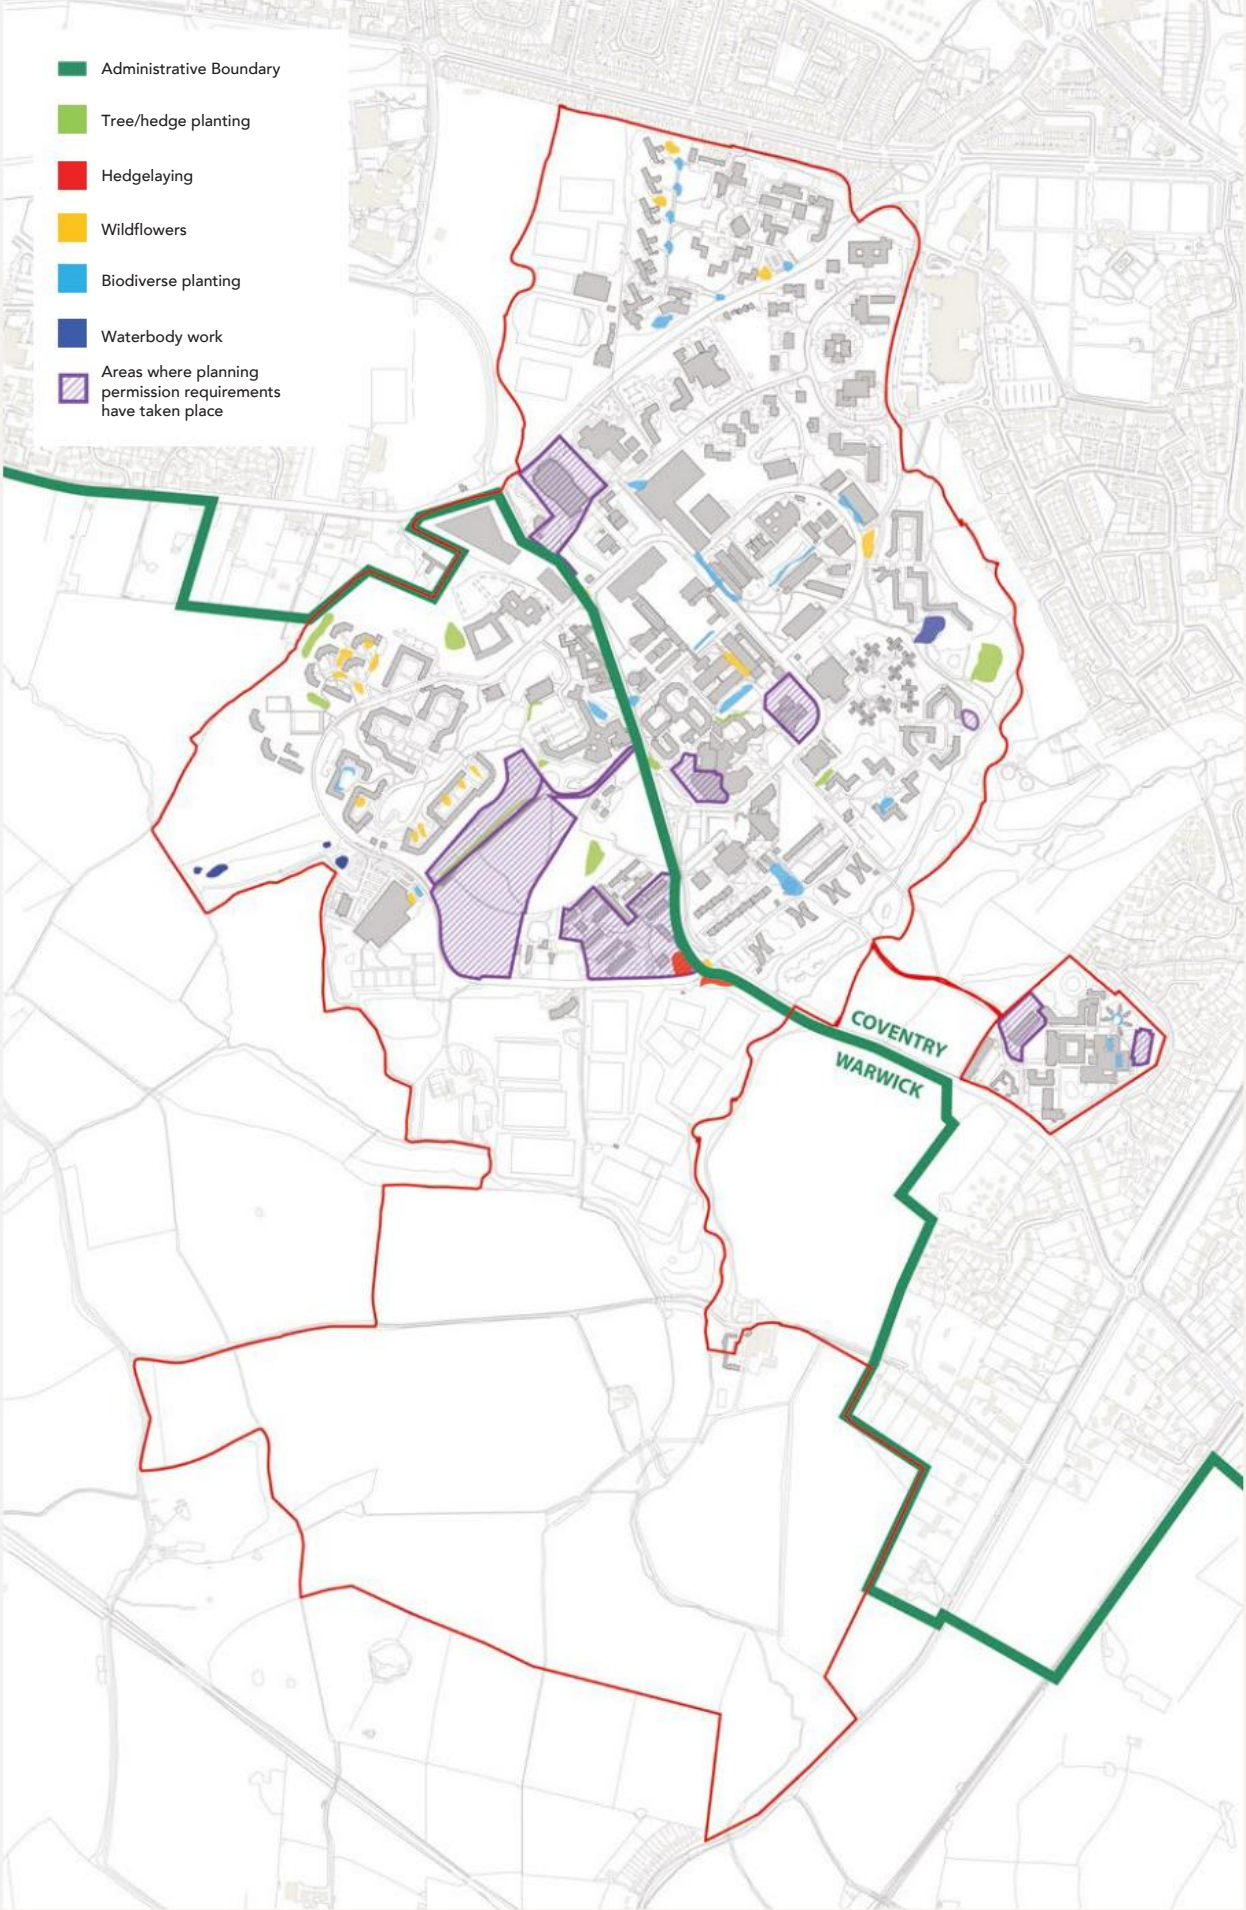 Administrative Boundary
Tree/hedge planting
Hedgelaying
Wildflowers
Biodiverse planting
Waterbody work
Areas where planning
permission requirements
have taken place
COVENTRY
WARWICK